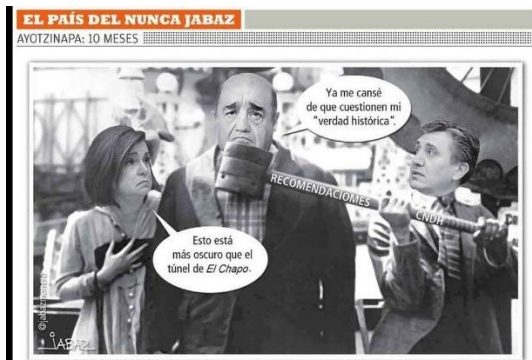 EL PAÍS DEL NUNCA JABAZ
AYOTZINAPA: 10 MESES
Ya me cansé
de que cuestionen mi
"verdad histórica".
RECOMENDACIOMES
CNDH
Esto está
más oscuro que el
túnel de El Chapo.
@jabazmoneo
JABAZ